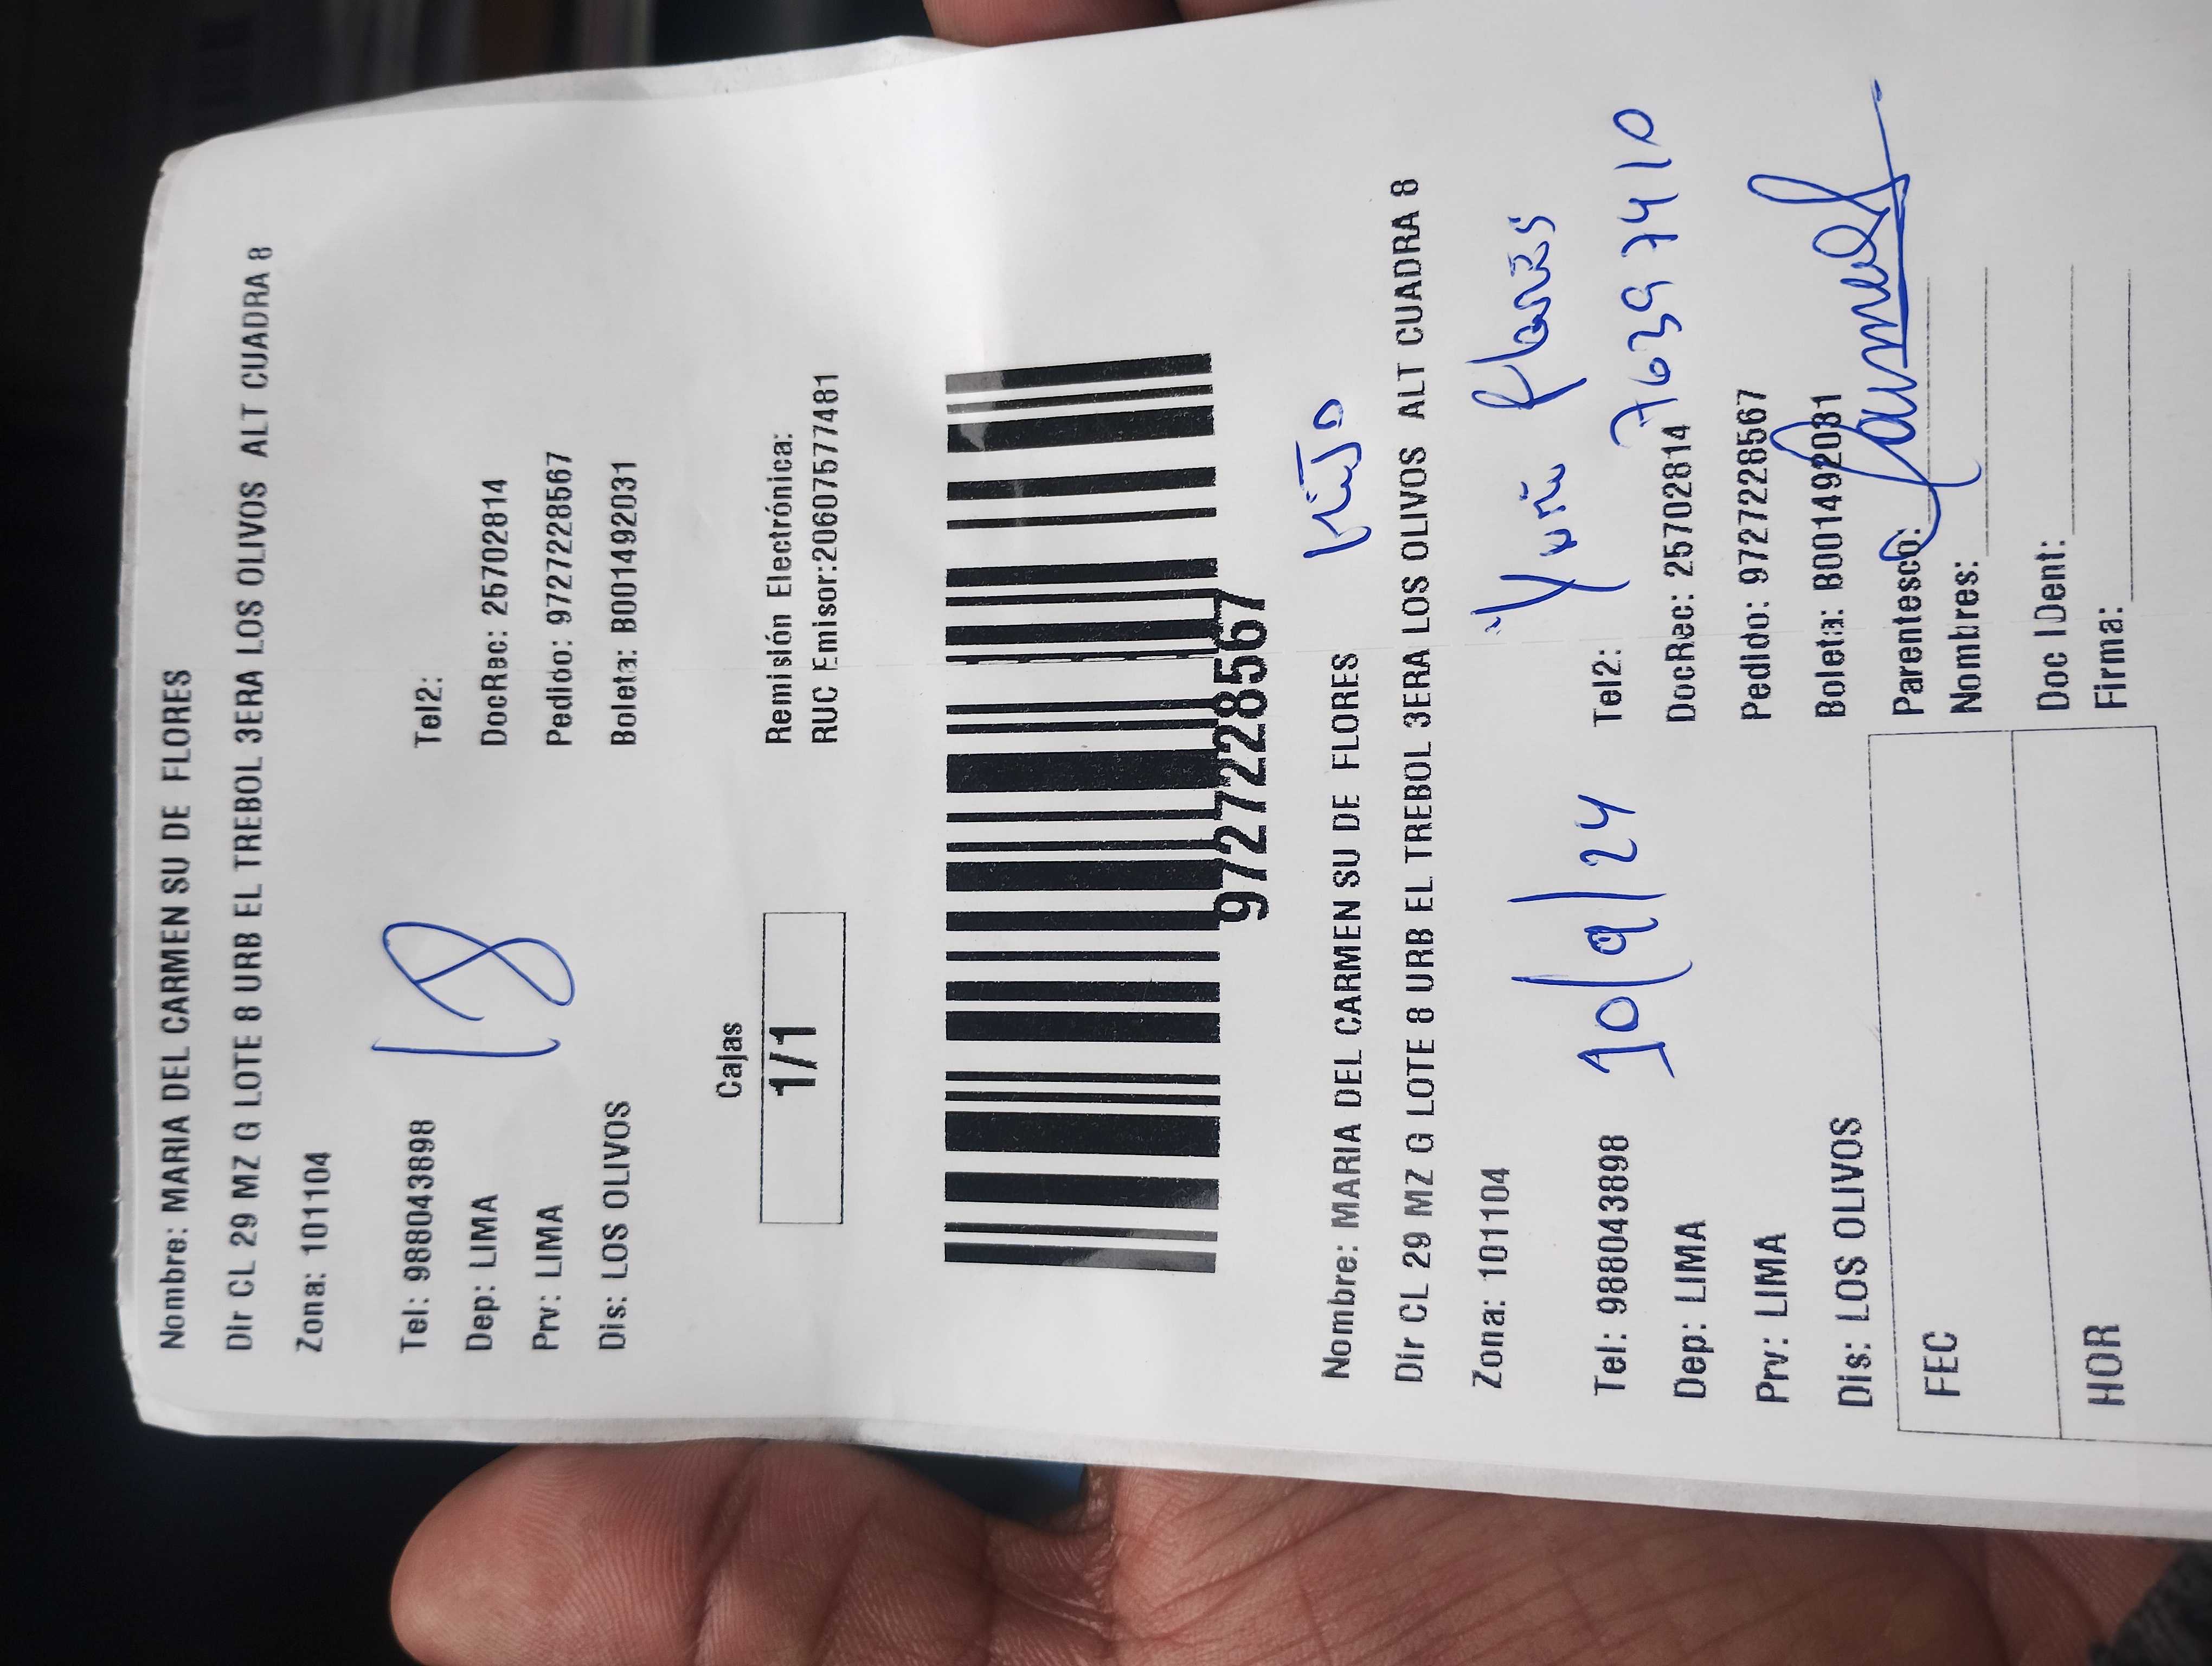 Nombre: MARIA DEL CARMEN SU DE FLORES
Dir CL 29 MZ G LOTE 8 URB EL TREBOL 3ERA LOS OLIVOS ALT CUADRA 8
Zona: 101104
18
Tel: 988043898 Tel2:
Dep: LIMA DocRec: 25702814
Prv: LIMA Pedido: 9727228567
Dis: LOS OLIVOS Boleta: B001492031
Cajas
1/1
Remisión Electrónica:
RUC Emisor:20607577481
9727228567
Hijo
Nombre: MARIA DEL CARMEN SU DE FLORES
Dir CL 29 MZ G LOTE 8 URB EL TREBOL 3ERA LOS OLIVOS ALT CUADRA 8
Zona: 101104
Flores
10/9/24
76397410
Tel: 988043898 Tel2:
Dep: LIMA DocRec: 25702814
Prv: LIMA Pedido: 9727228567
Dis: LOS OLIVOS Boleta: B001492031
FEC
Parentesco:
Nombres:
HOR
Doc IDent:
Firma: